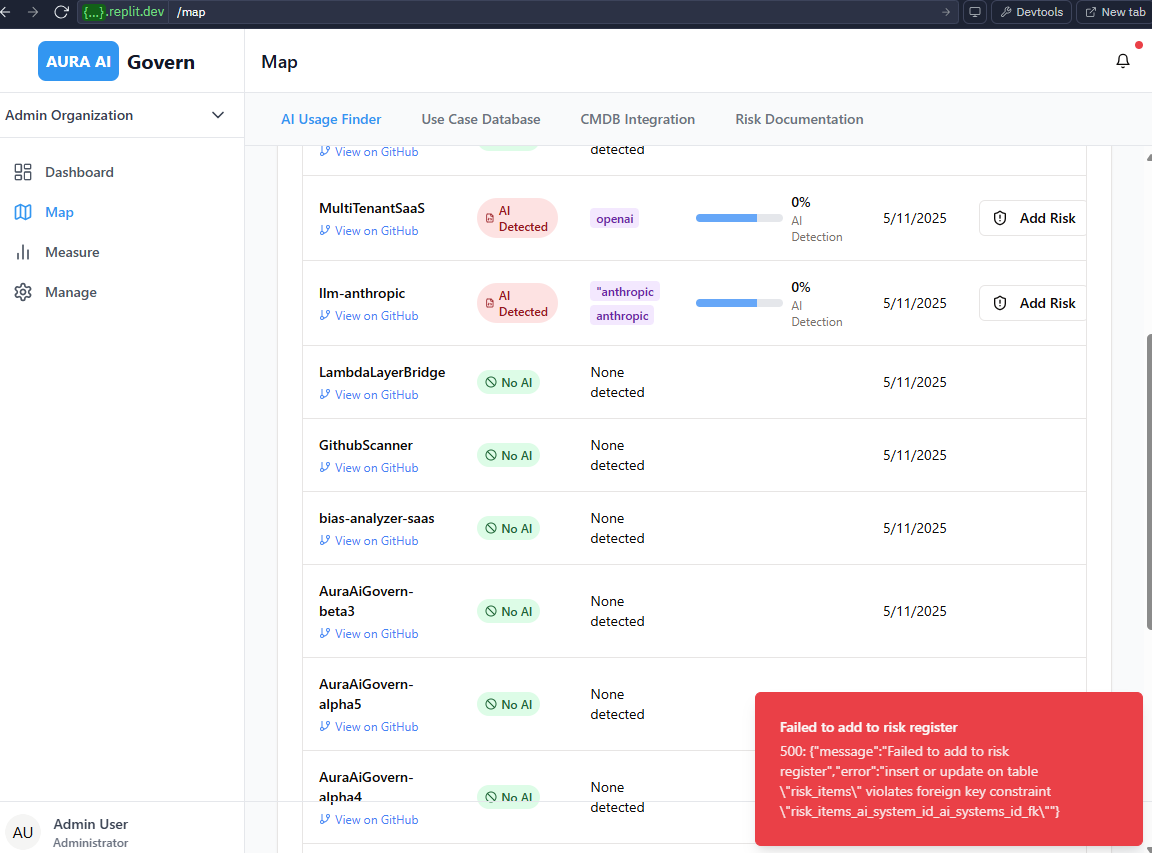 {...}.replit.dev /map
Devtools
New tab
AURA AI Govern
Map
Admin Organization
AI Usage Finder
Use Case Database
CMDB Integration
Risk Documentation
Dashboard
Map
Measure
Manage
View on GitHub
detected
MultiTenantSaaS
View on GitHub
AI
Detected
openai
0%
AI
Detection
5/11/2025
Add Risk
llm-anthropic
View on GitHub
AI
Detected
"anthropic
anthropic
0%
AI
Detection
5/11/2025
Add Risk
LambdaLayerBridge
View on GitHub
No AI
None
detected
5/11/2025
GithubScanner
View on GitHub
No AI
None
detected
5/11/2025
bias-analyzer-saas
View on GitHub
No AI
None
detected
5/11/2025
AuraAiGovern-
beta3
View on GitHub
No AI
None
detected
5/11/2025
AuraAiGovern-
alpha5
View on GitHub
No AI
None
detected
AuraAiGovern-
alpha4
View on GitHub
No AI
None
detected
Failed to add to risk register
500: {"message":"Failed to add to risk
register","error":"insert or update on table
\"risk_items\" violates foreign key constraint
\"risk_items_ai_system_id_ai_systems_id_fk\""}
AU
Admin User
Administrator